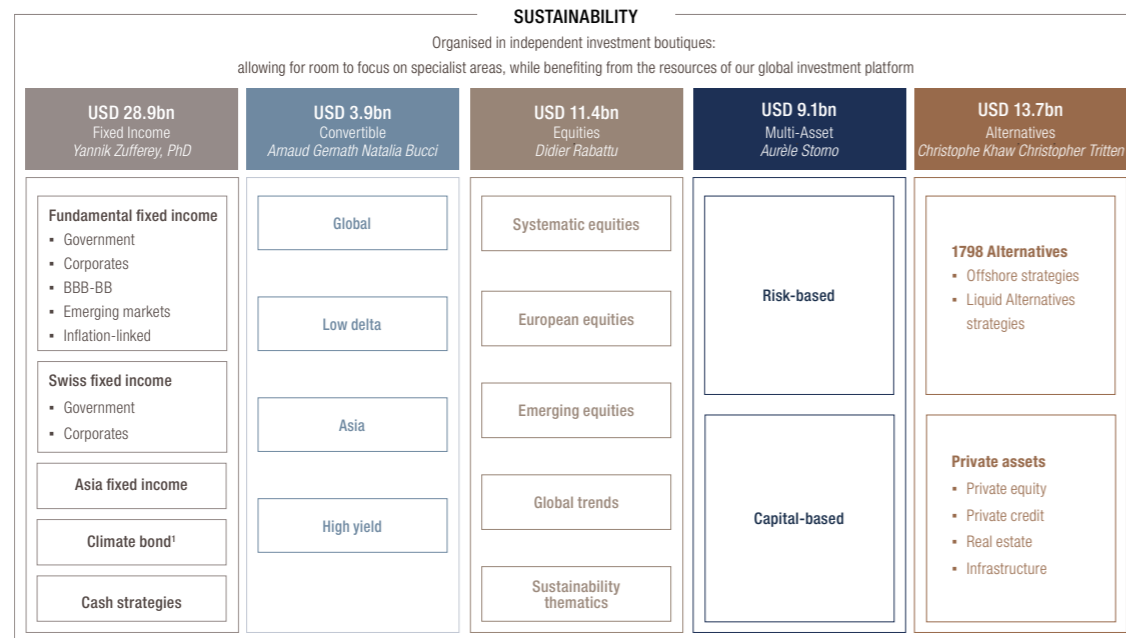 SUSTAINABILITY
Organised in independent investment boutiques:
allowing for room to focus on specialist areas, while benefiting from the resources of our global investment platform
USD 28.9bn
Fixed Income
Yannik Zufferey, PhD
Fundamental fixed income
▪ Government
▪ Corporates
▪ BBB-BB
▪ Emerging markets
▪ Inflation-linked
Swiss fixed income
▪ Government
▪ Corporates
Asia fixed income
Climate bond¹
Cash strategies
USD 3.9bn
Convertible
Arnaud Gernath Natalia Bucci
Global
Low delta
Asia
High yield
USD 11.4bn
Equities
Didier Rabattu
Systematic equities
European equities
Emerging equities
Global trends
Sustainability
thematics
USD 9.1bn
Multi-Asset
Aurèle Storno
Risk-based
Capital-based
USD 13.7bn
Alternatives
Christophe Khaw Christopher Tritten
1798 Alternatives
▪ Offshore strategies
▪ Liquid Alternatives
strategies
Private assets
▪ Private equity
▪ Private credit
▪ Real estate
▪ Infrastructure